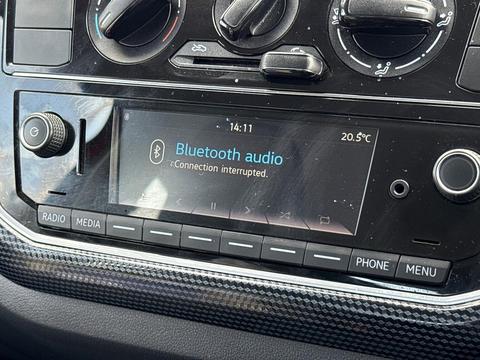 14:11
20.5°C
Bluetooth audio
Connection interrupted.
RADIO
MEDIA
PHONE
MENU